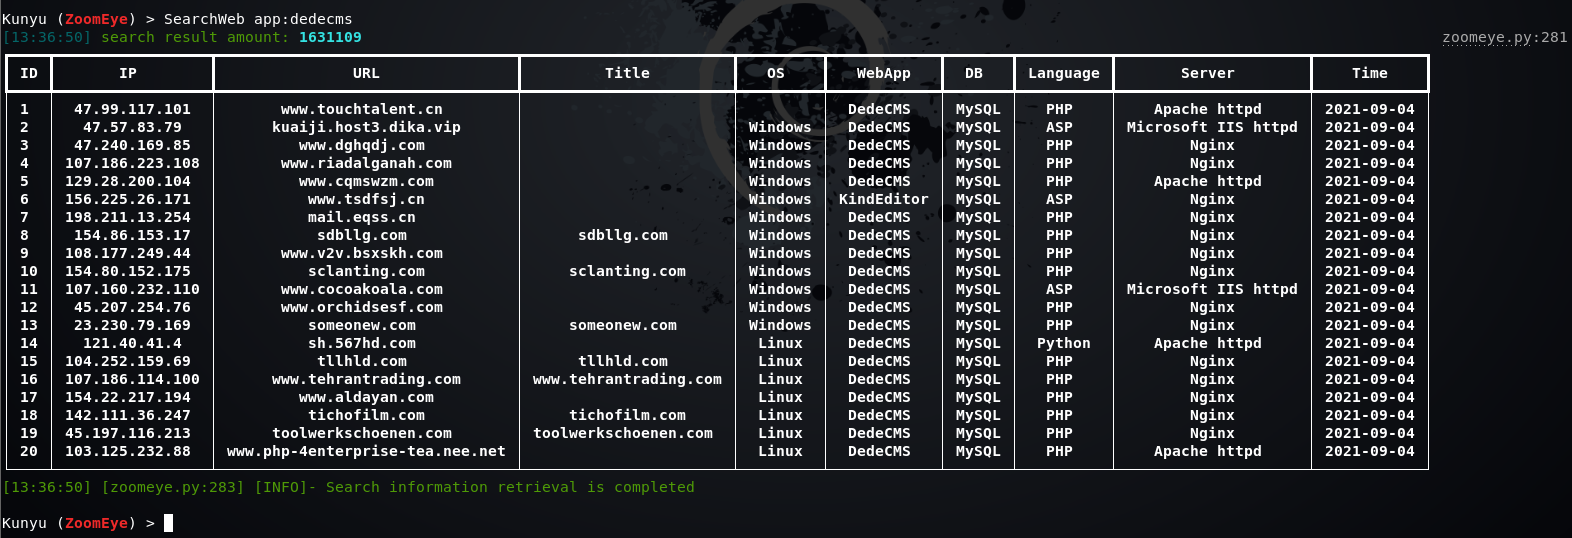 Kunyu (ZoomEye) > SearchWeb app:dedecms
[13:36:50] search result amount: 1631109 zoomeye.py:281
ID IP URL Title OS WebApp DB Language Server Time
1 47.99.117.101 www.touchtalent.cn DedeCMS MySQL PHP Apache httpd 2021-09-04
2 47.57.83.79 kuaiji.host3.dika.vip Windows DedeCMS MySQL ASP Microsoft IIS httpd 2021-09-04
3 47.240.169.85 www.dghqdj.com Windows DedeCMS MySQL PHP Nginx 2021-09-04
4 107.186.223.108 www.riadalganah.com Windows DedeCMS MySQL PHP Nginx 2021-09-04
5 129.28.200.104 www.cqmswzm.com Windows DedeCMS MySQL PHP Apache httpd 2021-09-04
6 156.225.26.171 www.tsdfsj.cn Windows KindEditor MySQL ASP Nginx 2021-09-04
7 198.211.13.254 mail.eqss.cn Windows DedeCMS MySQL PHP Nginx 2021-09-04
8 154.86.153.17 sdbllg.com sdbllg.com Windows DedeCMS MySQL PHP Nginx 2021-09-04
9 108.177.249.44 www.v2v.bsxskh.com Windows DedeCMS MySQL PHP Nginx 2021-09-04
10 154.80.152.175 sclanting.com sclanting.com Windows DedeCMS MySQL PHP Nginx 2021-09-04
11 107.160.232.110 www.cocoakoala.com Windows DedeCMS MySQL ASP Microsoft IIS httpd 2021-09-04
12 45.207.254.76 www.orchidsesf.com Windows DedeCMS MySQL PHP Nginx 2021-09-04
13 23.230.79.169 someonew.com someonew.com Windows DedeCMS MySQL PHP Nginx 2021-09-04
14 121.40.41.4 sh.567hd.com Linux DedeCMS MySQL Python Apache httpd 2021-09-04
15 104.252.159.69 tllhld.com tllhld.com Linux DedeCMS MySQL PHP Nginx 2021-09-04
16 107.186.114.100 www.tehrantrading.com www.tehrantrading.com Linux DedeCMS MySQL PHP Nginx 2021-09-04
17 154.22.217.194 www.aldayan.com Linux DedeCMS MySQL PHP Nginx 2021-09-04
18 142.111.36.247 tichofilm.com tichofilm.com Linux DedeCMS MySQL PHP Nginx 2021-09-04
19 45.197.116.213 toolwerkschoenen.com toolwerkschoenen.com Linux DedeCMS MySQL PHP Nginx 2021-09-04
20 103.125.232.88 www.php-4enterprise-tea.nee.net Linux DedeCMS MySQL PHP Apache httpd 2021-09-04
[13:36:50] [zoomeye.py:283] [INFO]- Search information retrieval is completed
Kunyu (ZoomEye) >